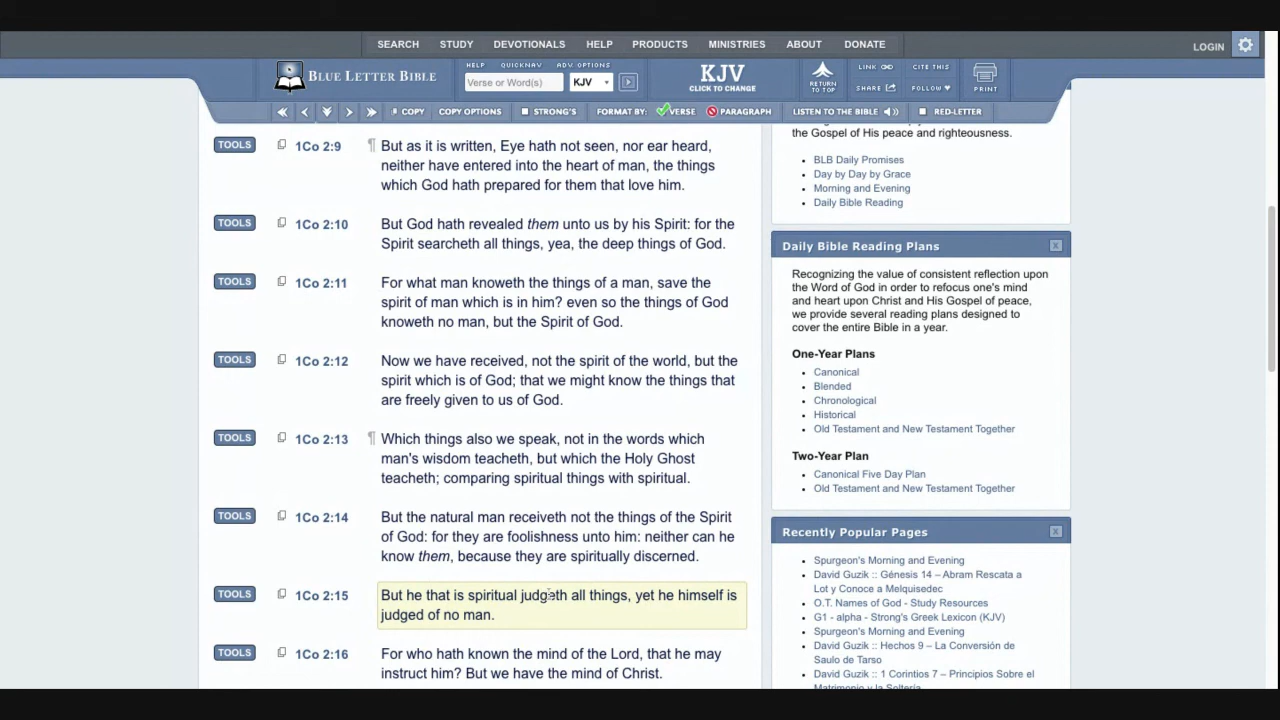 SEARCH STUDY DEVOTIONALS HELP PRODUCTS MINISTRIES ABOUT DONATE LOGIN
BLUE LETTER BIBLE
HELP QUICKNAV ADV. OPTIONS
Verse or Word(s) KJV
KJV
CLICK TO CHANGE
RETURN
TO TOP
LINK CITE THIS
SHARE FOLLOW
PRINT
COPY COPY OPTIONS STRONG'S FORMAT BY: VERSE PARAGRAPH LISTEN TO THE BIBLE RED-LETTER
TOOLS 1Co 2:9 ¶ But as it is written, Eye hath not seen, nor ear heard,
neither have entered into the heart of man, the things
which God hath prepared for them that love him.
TOOLS 1Co 2:10 But God hath revealed them unto us by his Spirit: for the
Spirit searcheth all things, yea, the deep things of God.
TOOLS 1Co 2:11 For what man knoweth the things of a man, save the
spirit of man which is in him? even so the things of God
knoweth no man, but the Spirit of God.
TOOLS 1Co 2:12 Now we have received, not the spirit of the world, but the
spirit which is of God; that we might know the things that
are freely given to us of God.
TOOLS 1Co 2:13 ¶ Which things also we speak, not in the words which
man's wisdom teacheth, but which the Holy Ghost
teacheth; comparing spiritual things with spiritual.
TOOLS 1Co 2:14 But the natural man receiveth not the things of the Spirit
of God: for they are foolishness unto him: neither can he
know them, because they are spiritually discerned.
TOOLS 1Co 2:15 But he that is spiritual judgeth all things, yet he himself is
judged of no man.
TOOLS 1Co 2:16 For who hath known the mind of the Lord, that he may
instruct him? But we have the mind of Christ.
the Gospel of His peace and righteousness.
BLB Daily Promises
Day by Day by Grace
Morning and Evening
Daily Bible Reading
Daily Bible Reading Plans
Recognizing the value of consistent reflection upon
the Word of God in order to refocus one's mind
and heart upon Christ and His Gospel of peace,
we provide several reading plans designed to
cover the entire Bible in a year.
One-Year Plans
Canonical
Blended
Chronological
Historical
Old Testament and New Testament Together
Two-Year Plan
Canonical Five Day Plan
Old Testament and New Testament Together
Recently Popular Pages
Spurgeon's Morning and Evening
David Guzik :: Génesis 14 – Abram Rescata a
Lot y Conoce a Melquisedec
O.T. Names of God - Study Resources
G1 - alpha - Strong's Greek Lexicon (KJV)
Spurgeon's Morning and Evening
David Guzik :: Hechos 9 – La Conversión de
Saulo de Tarso
David Guzik :: 1 Corintios 7 – Principios Sobre el
Matrimonio y la Soltería